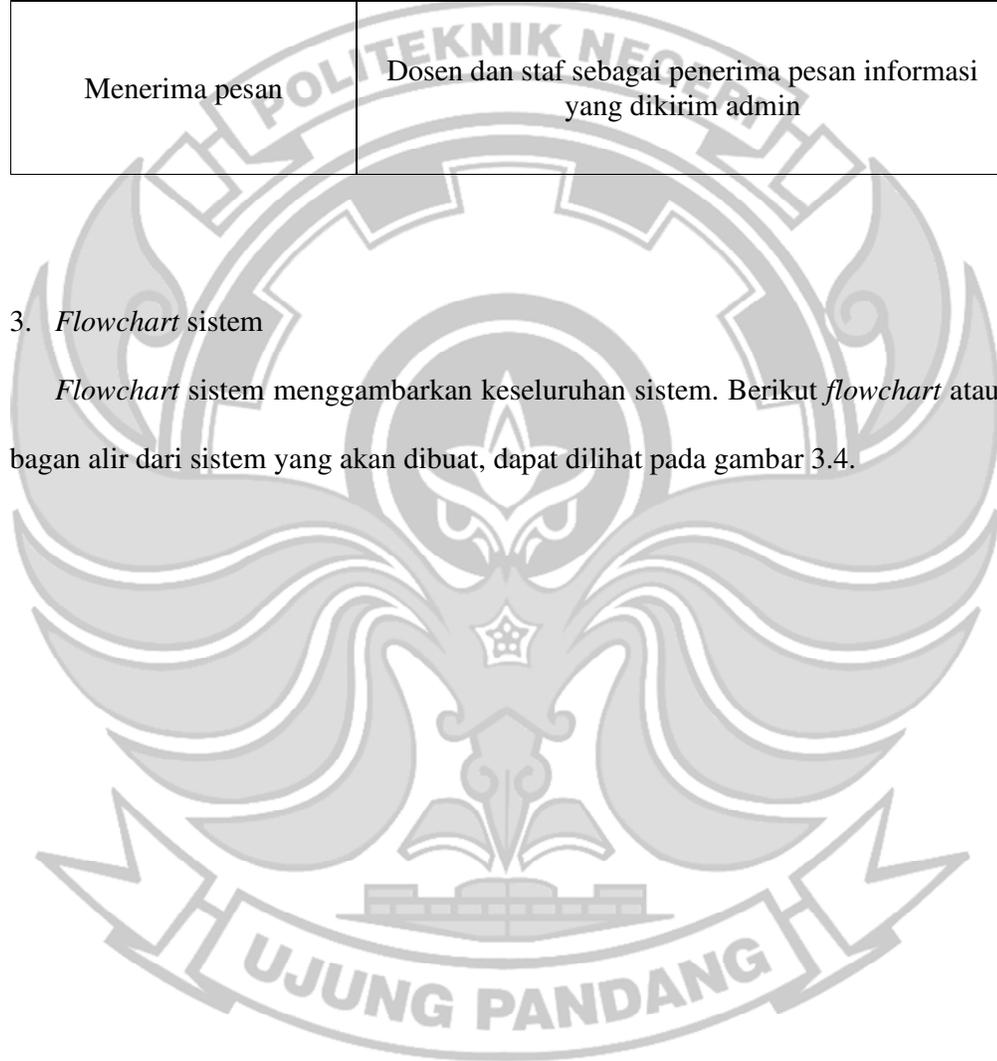 POLITEKNIK NEGERI
Menerima pesan
Dosen dan staf sebagai penerima pesan informasi
yang dikirim admin
3. Flowchart sistem
Flowchart sistem menggambarkan keseluruhan sistem. Berikut flowchart atau
bagan alir dari sistem yang akan dibuat, dapat dilihat pada gambar 3.4.
UJUNG PANDANG